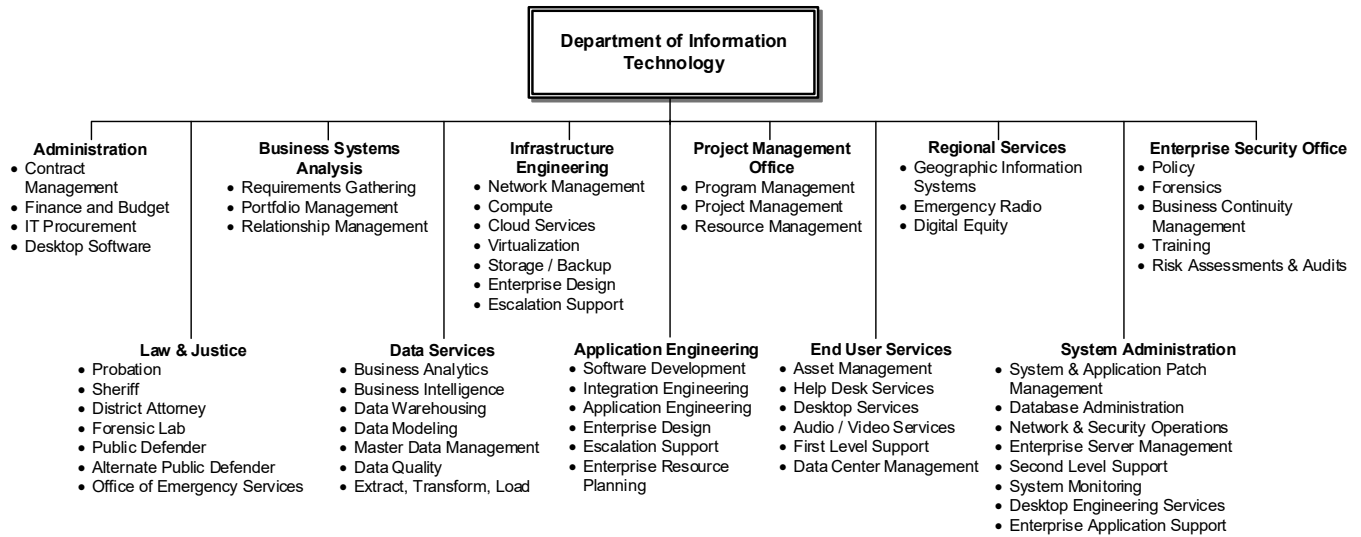 Department of Information
Technology
Administration
• Contract
Management
• Finance and Budget
• IT Procurement
• Desktop Software
Business Systems
Analysis
• Requirements Gathering
• Portfolio Management
• Relationship Management
Infrastructure
Engineering
• Network Management
• Compute
• Cloud Services
• Virtualization
• Storage / Backup
• Enterprise Design
• Escalation Support
Project Management
Office
• Program Management
• Project Management
• Resource Management
Regional Services
• Geographic Information
Systems
• Emergency Radio
• Digital Equity
Enterprise Security Office
• Policy
• Forensics
• Business Continuity
Management
• Training
• Risk Assessments & Audits
Law & Justice
• Probation
• Sheriff
• District Attorney
• Forensic Lab
• Public Defender
• Alternate Public Defender
• Office of Emergency Services
Data Services
• Business Analytics
• Business Intelligence
• Data Warehousing
• Data Modeling
• Master Data Management
• Data Quality
• Extract, Transform, Load
Application Engineering
• Software Development
• Integration Engineering
• Application Engineering
• Enterprise Design
• Escalation Support
• Enterprise Resource
Planning
End User Services
• Asset Management
• Help Desk Services
• Desktop Services
• Audio / Video Services
• First Level Support
• Data Center Management
System Administration
• System & Application Patch
Management
• Database Administration
• Network & Security Operations
• Enterprise Server Management
• Second Level Support
• System Monitoring
• Desktop Engineering Services
• Enterprise Application Support